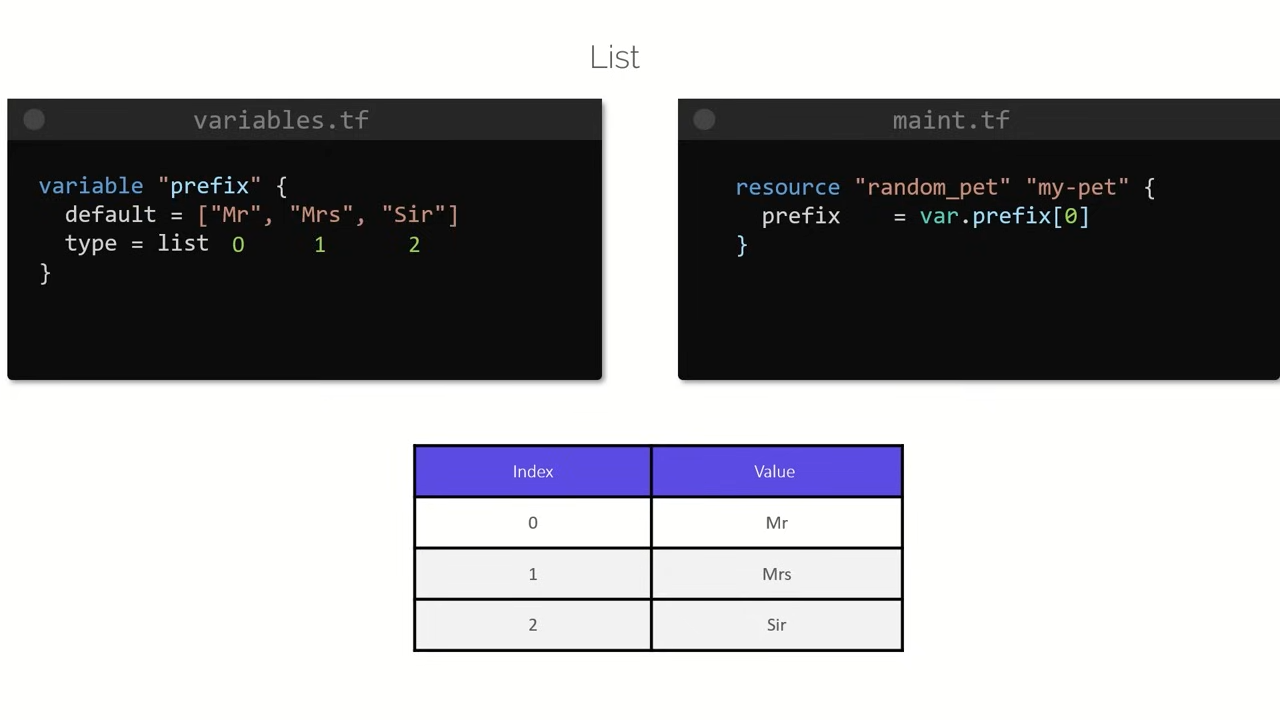 List
variables.tf
variable "prefix" {
default = ["Mr", "Mrs", "Sir"]
type = list 0 1 2
}
maint.tf
resource "random_pet" "my-pet" {
prefix = var.prefix[0]
}
Index Value
0 Mr
1 Mrs
2 Sir